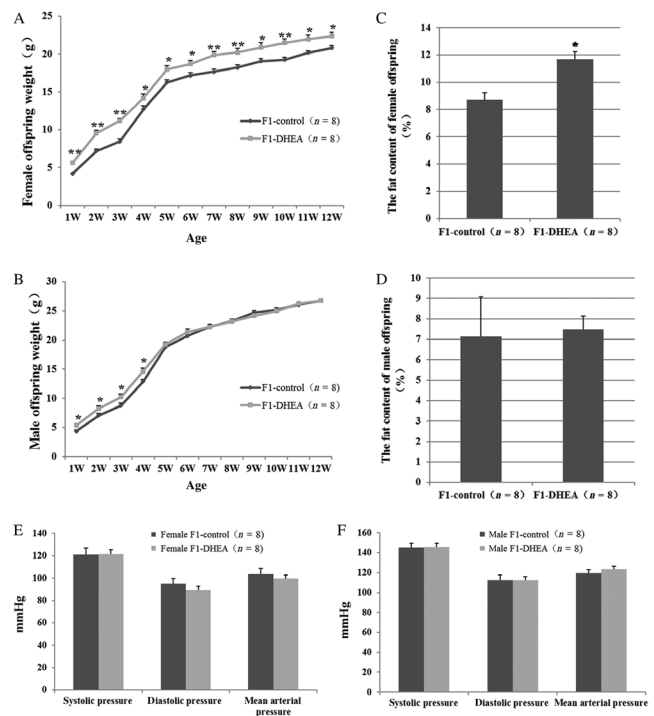 A
Female offspring weight（g）
25
20
15
10
5
0
** ** ** * * * ** ** * ** * *
F1-control（n = 8）
F1-DHEA（n = 8）
1W 2W 3W 4W 5W 6W 7W 8W 9W 10W 11W 12W
Age
C
The fat content of female offspring
（%）
14
12
10
8
6
4
2
0
*
F1-control（n = 8） F1-DHEA（n = 8）
B
Male offspring weight（g）
30
25
20
15
10
5
0
* * * *
F1-control（n = 8）
F1-DHEA（n = 8）
1W 2W 3W 4W 5W 6W 7W 8W 9W 10W 11W 12W
Age
D
The fat content of male offspring
（%）
10
9
8
7
6
5
4
3
2
1
0
F1-control（n = 8） F1-DHEA（n = 8）
E
mmHg
140
120
100
80
60
40
20
0
Female F1-control（n = 8）
Female F1-DHEA（n = 8）
Systolic pressure Diastolic pressure Mean arterial
pressure
F
mmHg
160
140
120
100
80
60
40
20
0
Male F1-control（n = 8）
Male F1-DHEA（n = 8）
Systolic pressure Diastolic pressure Mean arterial pressure